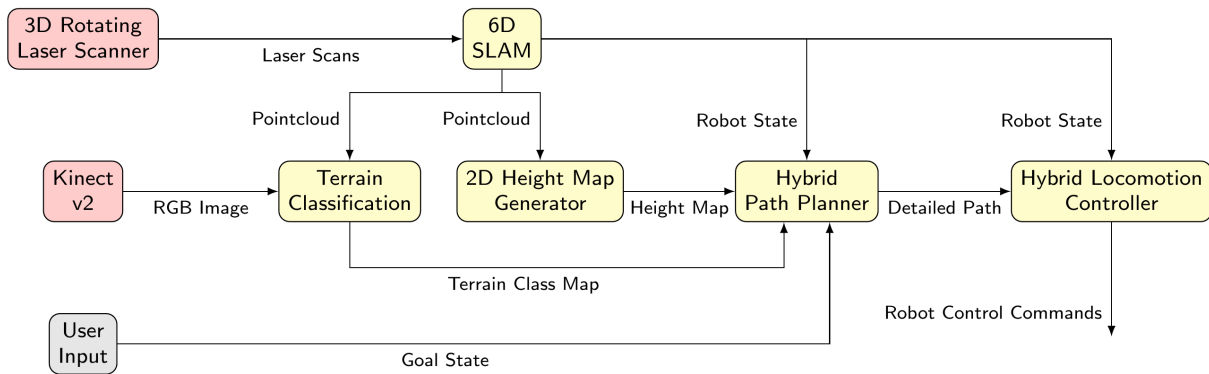 3D Rotating
Laser Scanner
Laser Scans
6D
SLAM
Pointcloud
Pointcloud
Robot State
Robot State
Kinect
v2
RGB Image
Terrain
Classification
2D Height Map
Generator
Height Map
Hybrid
Path Planner
Detailed Path
Hybrid Locomotion
Controller
Terrain Class Map
Robot Control Commands
User
Input
Goal State